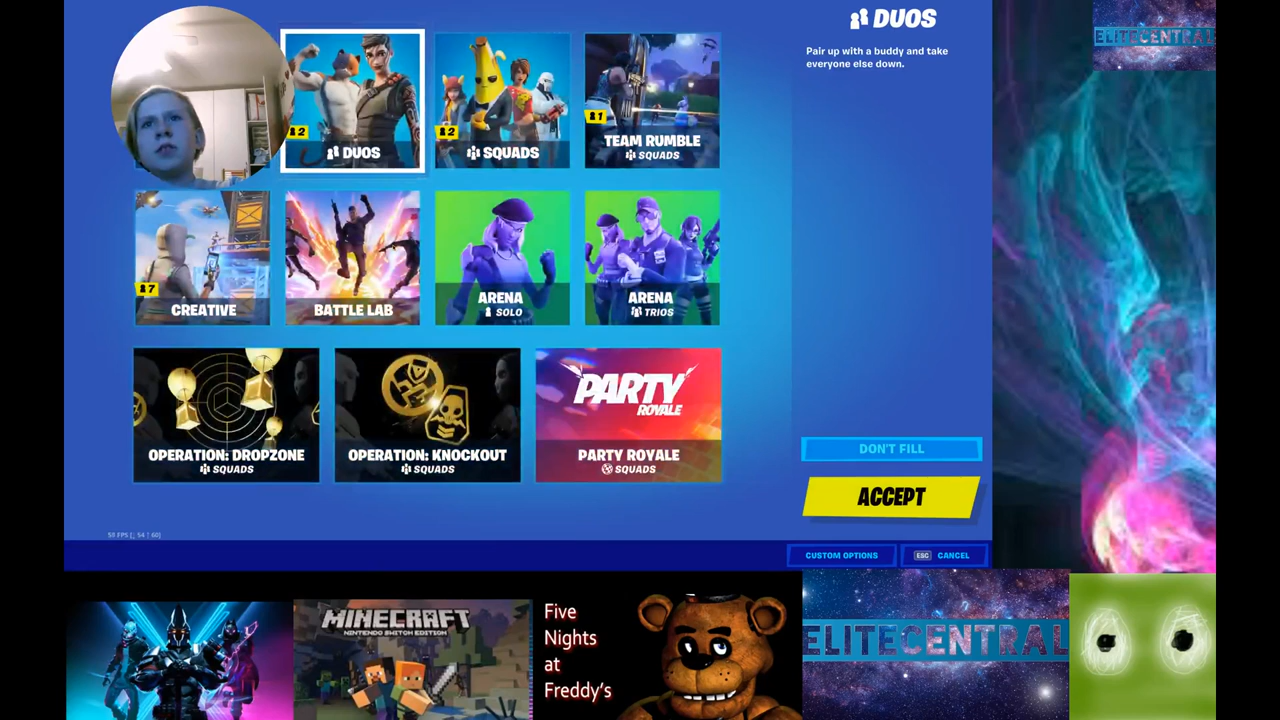 DUOS
Pair up with a buddy and take
everyone else down.
ELITECENTRAL
2
DUOS
2
SQUADS
1
TEAM RUMBLE
SQUADS
7
CREATIVE
BATTLE LAB
ARENA
SOLO
ARENA
TRIOS
OPERATION: DROPZONE
SQUADS
OPERATION: KNOCKOUT
SQUADS
PARTY
ROYALE
PARTY ROYALE
SQUADS
DON'T FILL
ACCEPT
CUSTOM OPTIONS
ESC CANCEL
MINECRAFT
NINTENDO SWITCH EDITION
Five
Nights
at
Freddy's
ELITECENTRAL